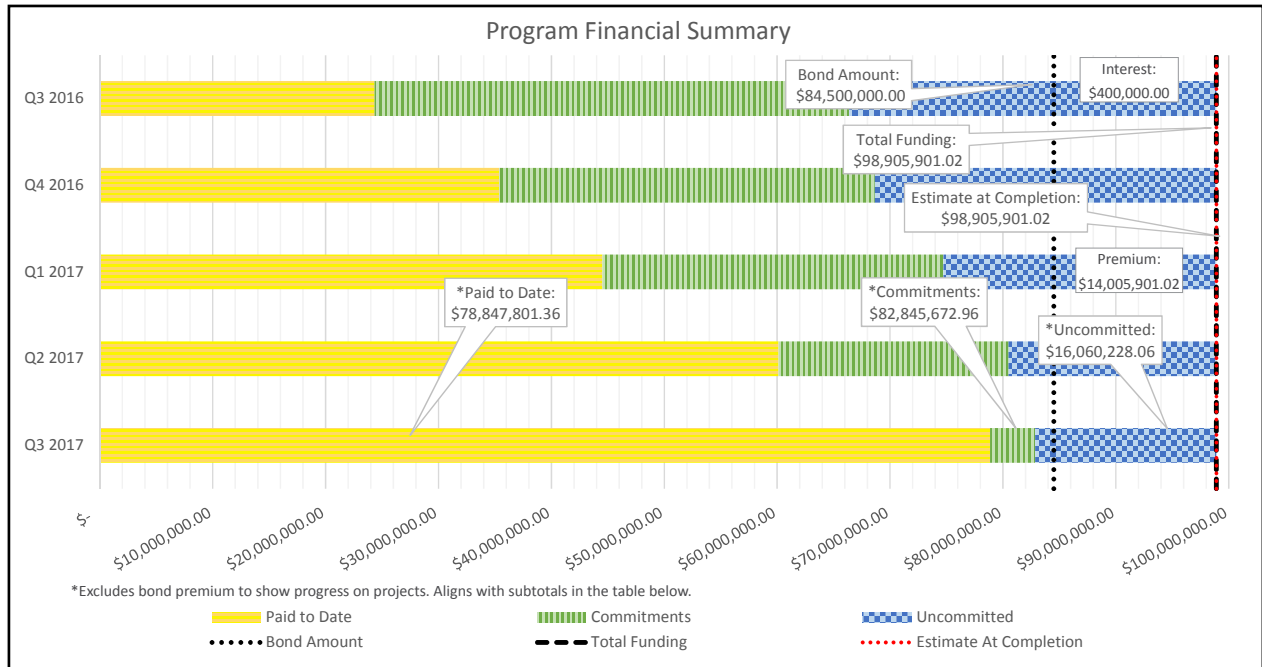 Program Financial Summary
Q3 2016
Bond Amount:
$84,500,000.00
Interest:
$400,000.00
Total Funding:
$98,905,901.02
Q4 2016
Estimate at Completion:
$98,905,901.02
Q1 2017
Premium:
$14,005,901.02
*Paid to Date:
$78,847,801.36
*Commitments:
$82,845,672.96
*Uncommitted:
$16,060,228.06
Q2 2017
Q3 2017
$-
$10,000,000.00
$20,000,000.00
$30,000,000.00
$40,000,000.00
$50,000,000.00
$60,000,000.00
$70,000,000.00
$80,000,000.00
$90,000,000.00
$100,000,000.00
*Excludes bond premium to show progress on projects. Aligns with subtotals in the table below.
Paid to Date
Commitments
Uncommitted
Bond Amount
Total Funding
Estimate At Completion